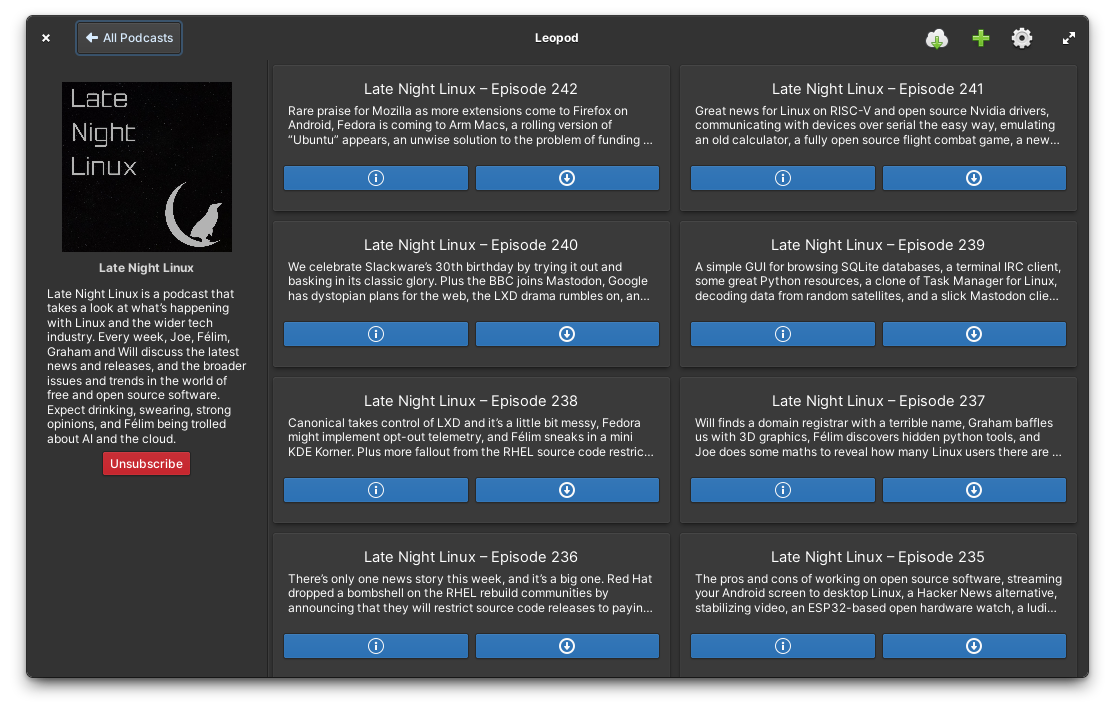 All Podcasts
Leopod
Late
Night
Linux
Late Night Linux
Late Night Linux is a podcast that
takes a look at what’s happening
with Linux and the wider tech
industry. Every week, Joe, Félim,
Graham and Will discuss the latest
news and releases, and the broader
issues and trends in the world of
free and open source software.
Expect drinking, swearing, strong
opinions, and Félim being trolled
about AI and the cloud.
Unsubscribe
Late Night Linux – Episode 242
Rare praise for Mozilla as more extensions come to Firefox on
Android, Fedora is coming to Arm Macs, a rolling version of
“Ubuntu” appears, an unwise solution to the problem of funding ...
Late Night Linux – Episode 241
Great news for Linux on RISC-V and open source Nvidia drivers,
communicating with devices over serial the easy way, emulating
an old calculator, a fully open source flight combat game, a new...
Late Night Linux – Episode 240
We celebrate Slackware’s 30th birthday by trying it out and
basking in its classic glory. Plus the BBC joins Mastodon, Google
has dystopian plans for the web, the LXD drama rumbles on, an...
Late Night Linux – Episode 239
A simple GUI for browsing SQLite databases, a terminal IRC client,
some great Python resources, a clone of Task Manager for Linux,
decoding data from random satellites, and a slick Mastodon clie...
Late Night Linux – Episode 238
Canonical takes control of LXD and it’s a little bit messy, Fedora
might implement opt-out telemetry, and Félim sneaks in a mini
KDE Korner. Plus more fallout from the RHEL source code restric...
Late Night Linux – Episode 237
Will finds a domain registrar with a terrible name, Graham baffles
us with 3D graphics, Félim discovers hidden python tools, and
Joe does some maths to reveal how many Linux users there are ...
Late Night Linux – Episode 236
There’s only one news story this week, and it’s a big one. Red Hat
dropped a bombshell on the RHEL rebuild communities by
announcing that they will restrict source code releases to payin...
Late Night Linux – Episode 235
The pros and cons of working on open source software, streaming
your Android screen to desktop Linux, a Hacker News alternative,
stabilizing video, an ESP32-based open hardware watch, a ludi...